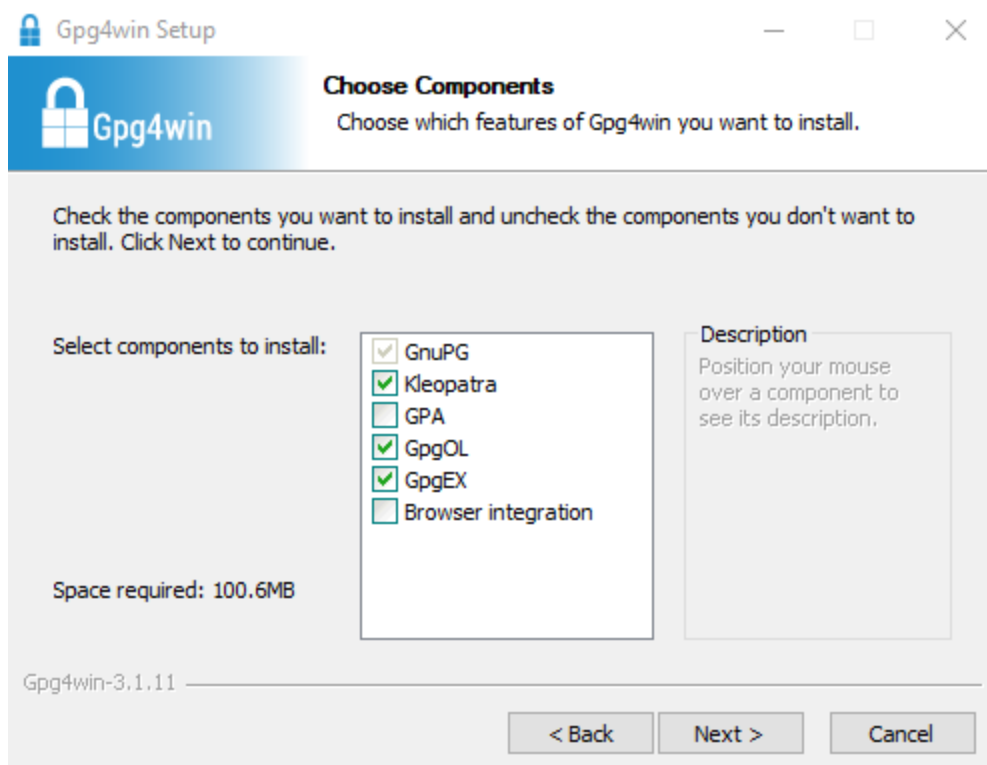 Gpg4win Setup
Gpg4win
Choose Components
Choose which features of Gpg4win you want to install.
Check the components you want to install and uncheck the components you don't want to
install. Click Next to continue.
Select components to install:
GnuPG
Kleopatra
GPA
GpgOL
GpgEX
Browser integration
Description
Position your mouse
over a component to
see its description.
Space required: 100.6MB
Gpg4win-3.1.11
< Back
Next >
Cancel